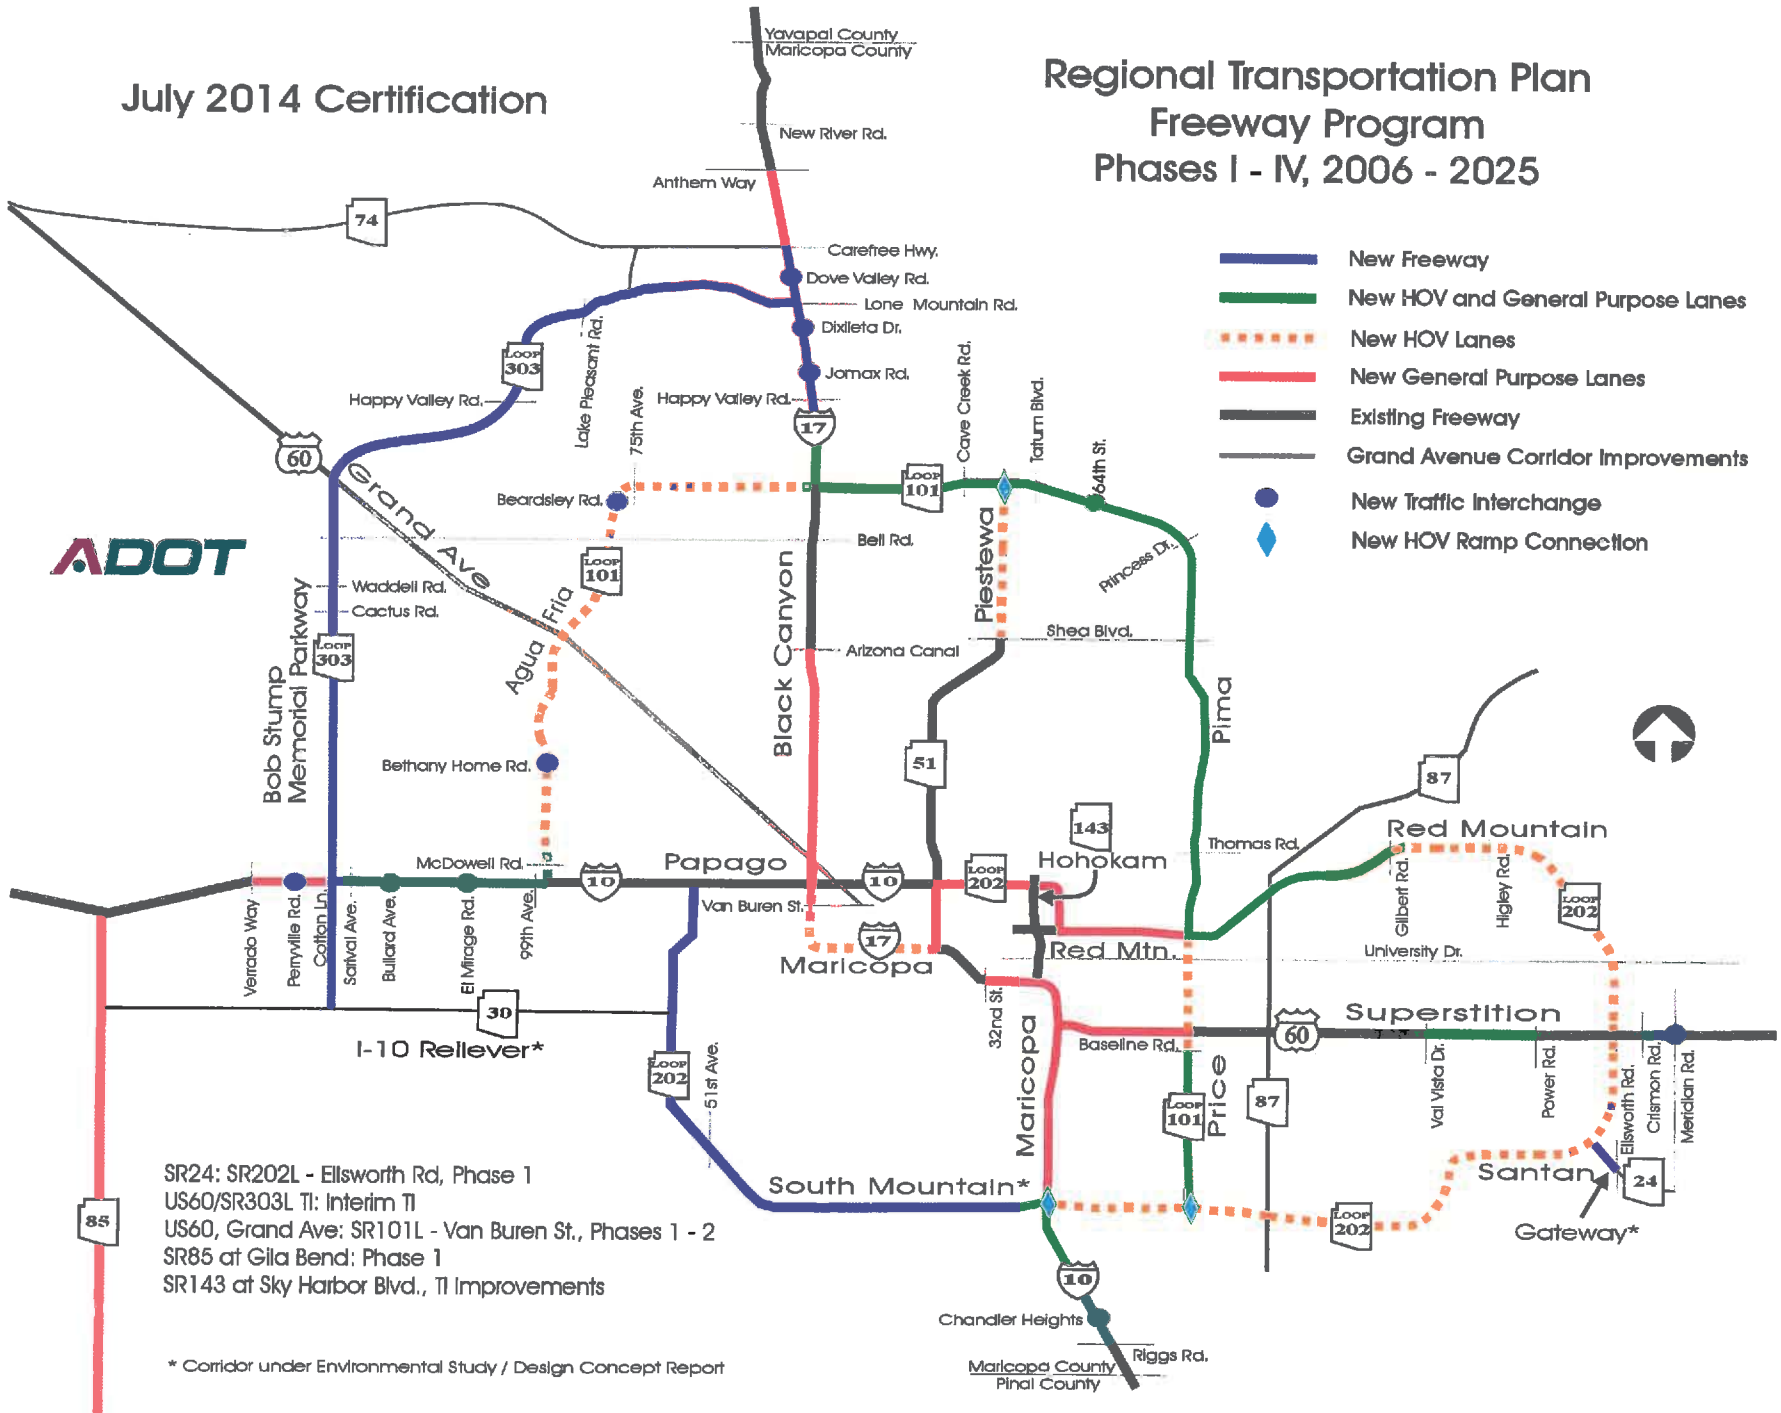 July 2014 Certification
Regional Transportation Plan
Freeway Program
Phases I - IV, 2006 - 2025
Yavapai County
Maricopa County
New River Rd.
Anthem Way
74
Carefree Hwy.
Dove Valley Rd.
Lone Mountain Rd.
Dixileta Dr.
Jomax Rd.
Happy Valley Rd.
17
Lake Pleasant Rd.
LOOP
303
Happy Valley Rd.
75th Ave.
Cave Creek Rd.
Tatum Blvd.
64th St.
New Freeway
New HOV and General Purpose Lanes
New HOV Lanes
New General Purpose Lanes
Existing Freeway
Grand Avenue Corridor Improvements
New Traffic Interchange
New HOV Ramp Connection
60
Grand Ave
Beardsley Rd.
LOOP
101
Bell Rd.
Princess Dr.
ADOT
LOOP
101
Agua Fria
Black Canyon
Piestewa
Waddell Rd.
Cactus Rd.
LOOP
303
Bob Stump
Memorial Parkway
Shea Blvd.
Arizona Canal
Pima
51
87
Bethany Home Rd.
143
Hohokam
Thomas Rd.
Red Mountain
McDowell Rd.
10
Papago
10
LOOP
202
Van Buren St.
17
Maricopa
Red Mtn.
Gilbert Rd.
Higley Rd.
LOOP
202
University Dr.
Verrado Way
Perryville Rd.
Cotton Ln.
Sarival Ave.
Bullard Ave.
El Mirage Rd.
99th Ave.
30
I-10 Reliever*
32nd St.
Baseline Rd.
Superstition
60
Val Vista Dr.
Power Rd.
Ellsworth Rd.
Crismon Rd.
Meridian Rd.
LOOP
202
51st Ave.
Maricopa
LOOP
101
Price
87
Santan
24
Gateway*
85
South Mountain*
LOOP
202
SR24: SR202L - Ellsworth Rd, Phase 1
US60/SR303L TI: Interim TI
US60, Grand Ave: SR101L - Van Buren St., Phases 1 - 2
SR85 at Gila Bend: Phase 1
SR143 at Sky Harbor Blvd., TI Improvements
10
Chandler Heights
Riggs Rd.
Maricopa County
Pinal County
* Corridor under Environmental Study / Design Concept Report